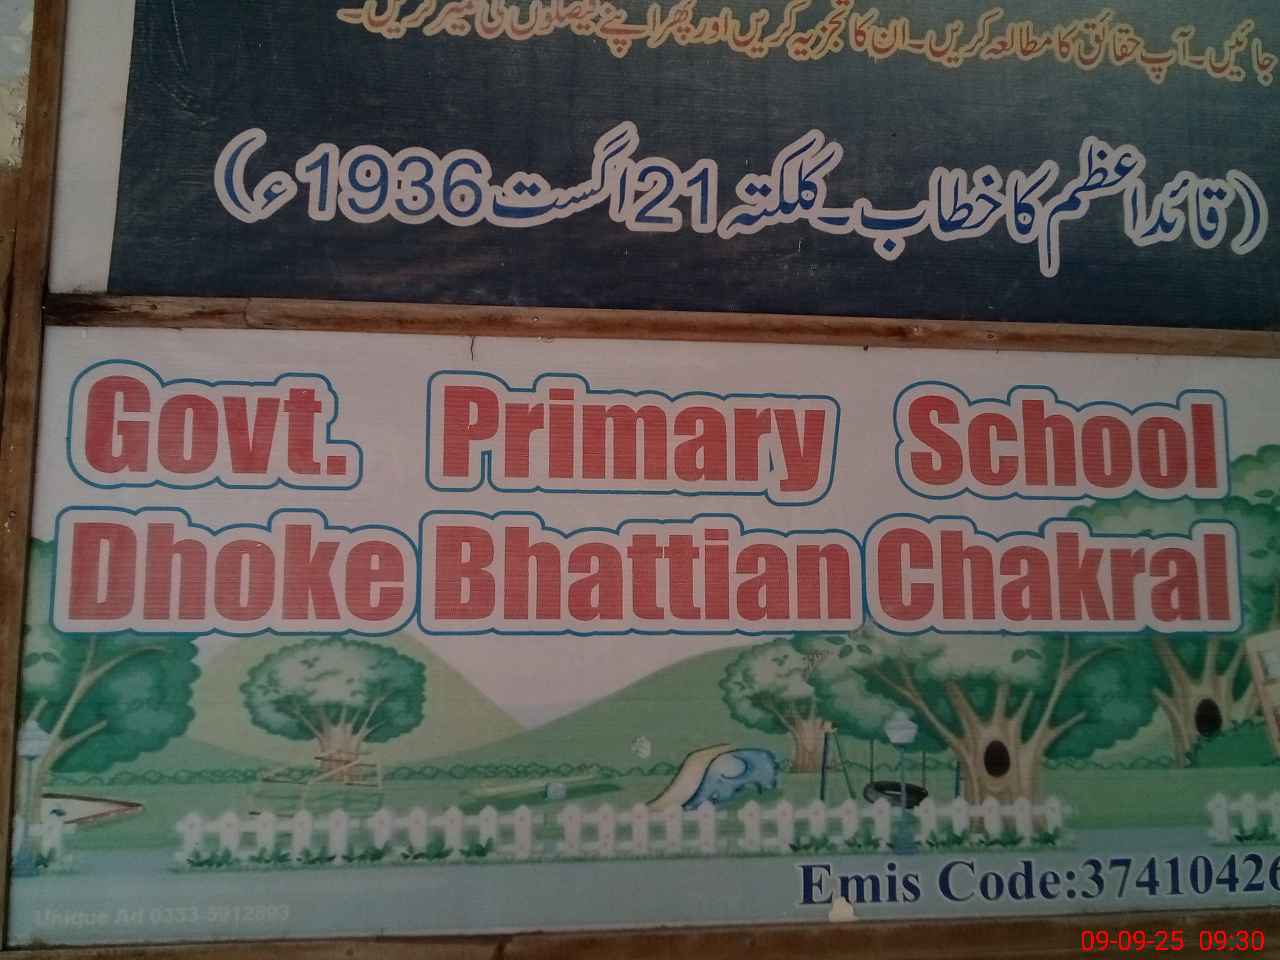 جائیں۔ آپ حقائق کا مطالعہ کریں۔ ان کا تجزیہ کریں اور پھر اپنے فیصلوں کی تعمیر کریں۔
(قائداعظم کا خطاب۔ کلکتہ 21 اگست 1936ء)
Govt. Primary School
Dhoke Bhattian Chakral
Emis Code:37410426
Unique Ad 0333-5912893
09-09-25 09:30